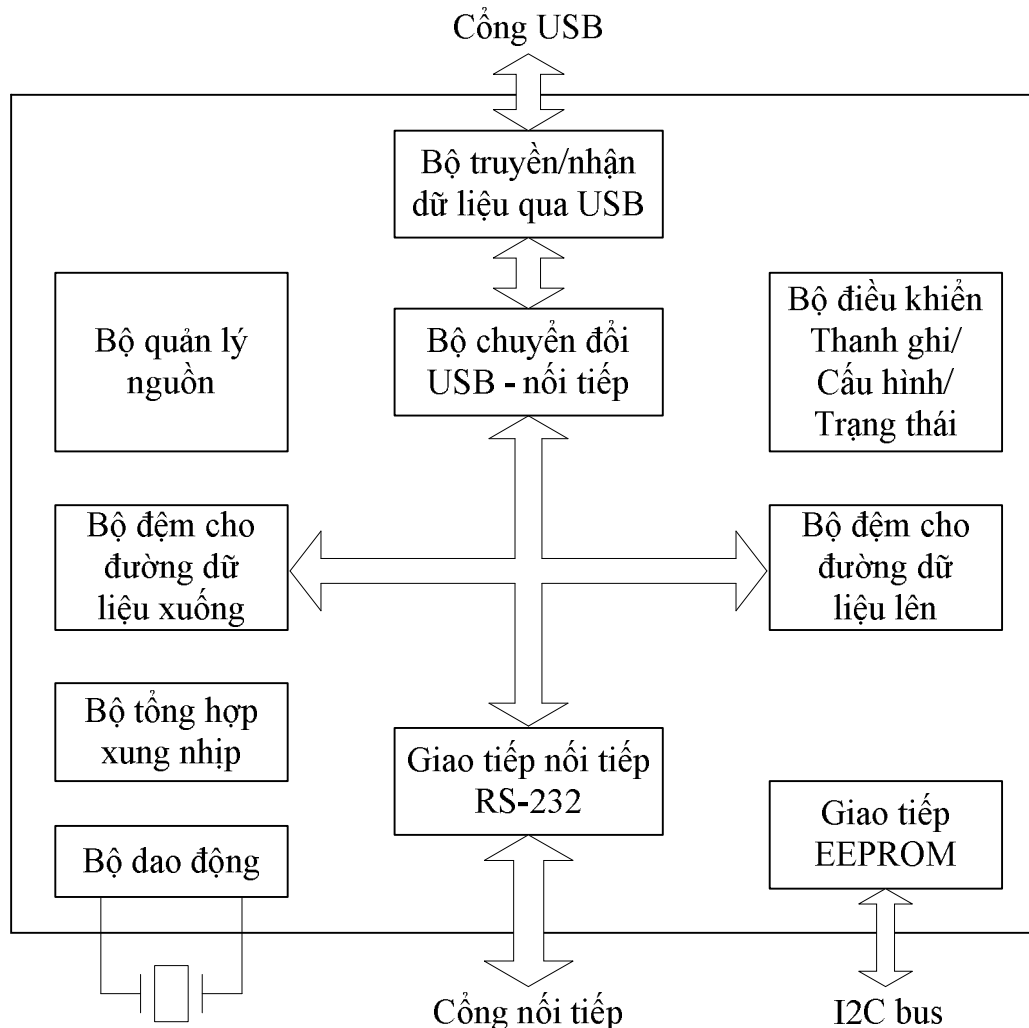 Cổng USB
Bộ truyền/nhận
dữ liệu qua USB
Bộ quản lý
nguồn
Bộ chuyển đổi
USB - nối tiếp
Bộ điều khiển
Thanh ghi/
Cấu hình/
Trạng thái
Bộ đệm cho
đường dữ
liệu xuống
Bộ đệm cho
đường dữ
liệu lên
Bộ tổng hợp
xung nhịp
Giao tiếp nối tiếp
RS-232
Giao tiếp
EEPROM
Bộ dao động
Cổng nối tiếp
I2C bus